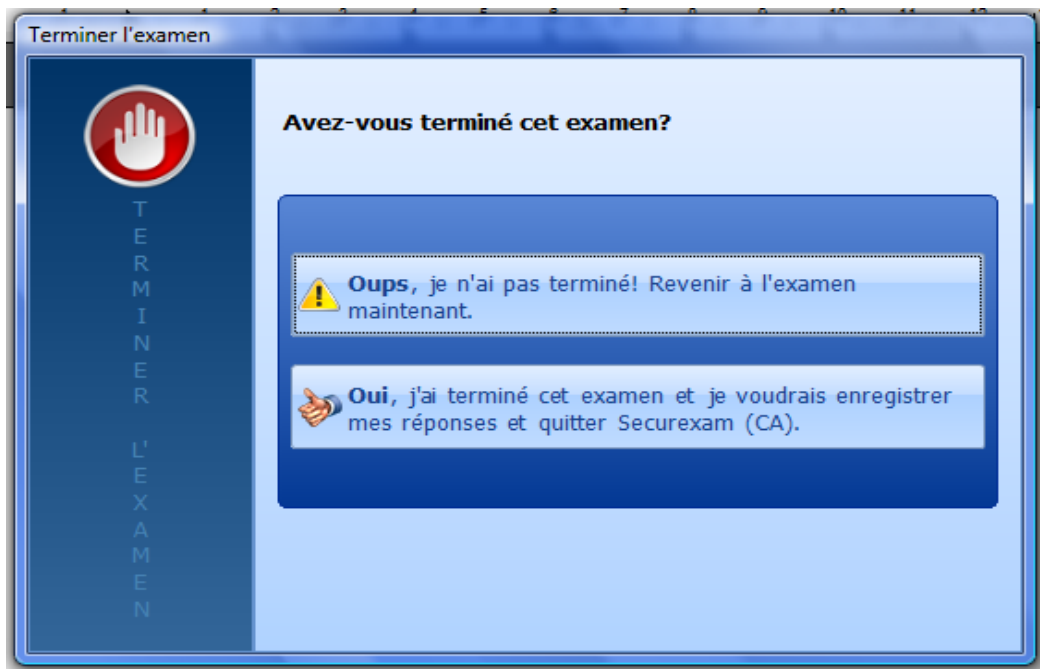 Terminer l'examen
Avez-vous terminé cet examen?
Oups, je n'ai pas terminé! Revenir à l'examen
maintenant.
Oui, j'ai terminé cet examen et je voudrais enregistrer
mes réponses et quitter Securexam (CA).
T
E
R
M
I
N
E
R
L'
E
X
A
M
E
N